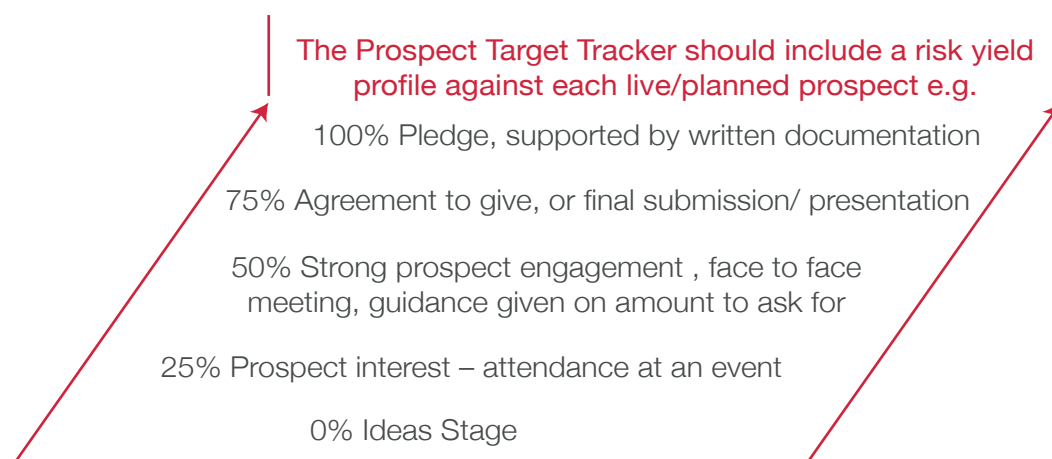 The Prospect Target Tracker should include a risk yield
profile against each live/planned prospect e.g.
100% Pledge, supported by written documentation
75% Agreement to give, or final submission/ presentation
50% Strong prospect engagement , face to face
meeting, guidance given on amount to ask for
25% Prospect interest – attendance at an event
0% Ideas Stage